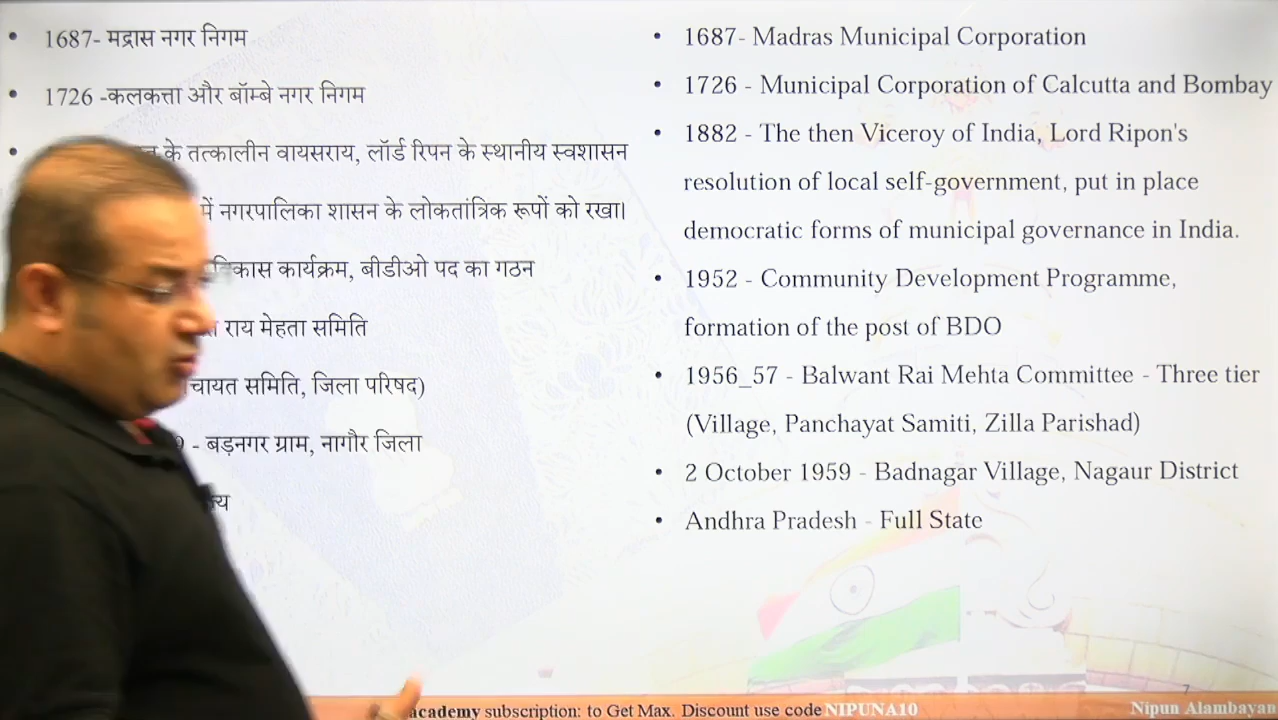 1687- मद्रास नगर निगम
1726 -कलकत्ता और बॉम्बे नगर निगम
के तत्कालीन वायसराय, लॉर्ड रिपन के स्थानीय स्वशासन
में नगरपालिका शासन के लोकतांत्रिक रूपों को रखा।
विकास कार्यक्रम, बीडीओ पद का गठन
राय मेहता समिति
समिति, जिला परिषद)
- बड़नगर ग्राम, नागौर जिला
1687- Madras Municipal Corporation
1726 - Municipal Corporation of Calcutta and Bombay
1882 - The then Viceroy of India, Lord Ripon's
resolution of local self-government, put in place
democratic forms of municipal governance in India.
1952 - Community Development Programme,
formation of the post of BDO
1956_57 - Balwant Rai Mehta Committee - Three tier
(Village, Panchayat Samiti, Zilla Parishad)
2 October 1959 - Badnagar Village, Nagaur District
Andhra Pradesh - Full State
academy subscription: to Get Max. Discount use code NIPUNA10
Nipun Alambayan